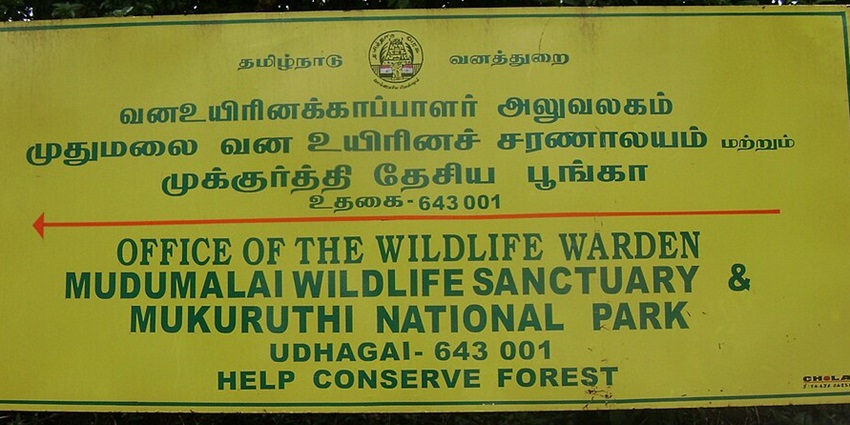 தமிழ்நாடு வனத்துறை
வனஉயிரினக்காப்பாளர் அலுவலகம்
முதுமலை வன உயிரினச் சரணாலயம் மற்றும்
முக்குர்த்தி தேசிய பூங்கா
உதகை-643 001
OFFICE OF THE WILDLIFE WARDEN
MUDUMALAI WILDLIFE SANCTUARY &
MUKURUTHI NATIONAL PARK
UDHAGAI-643 001
HELP CONSERVE FOREST
CHOLA